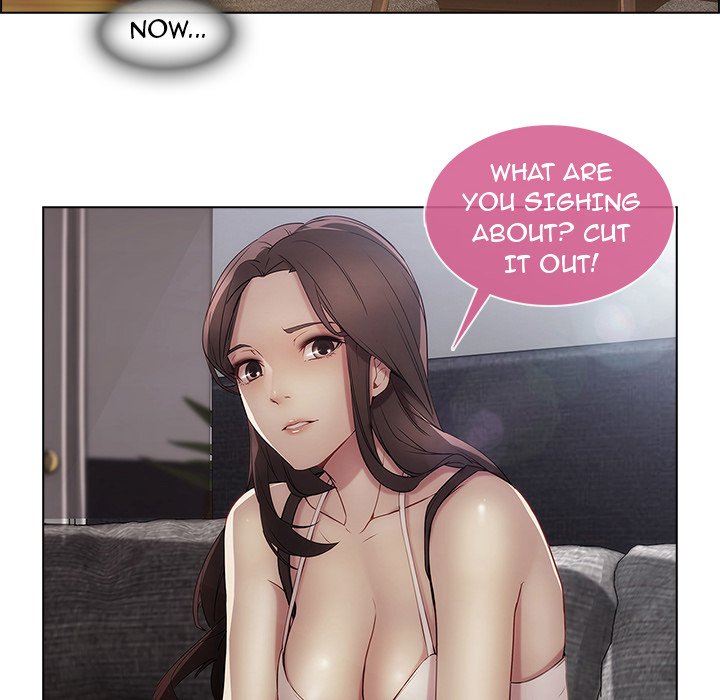 NOW...
WHAT ARE
YOU SIGHING
ABOUT? CUT
IT OUT!